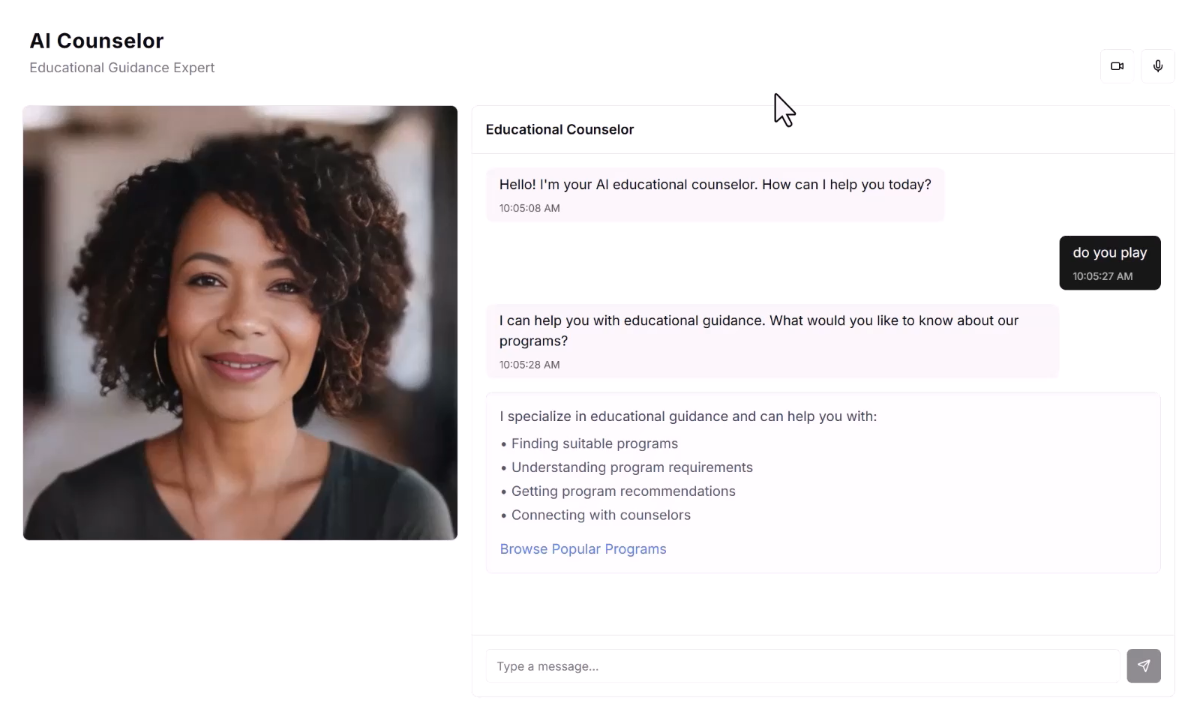 AI Counselor
Educational Guidance Expert
Educational Counselor
Hello! I'm your AI educational counselor. How can I help you today?
10:05:08 AM
do you play
10:05:27 AM
I can help you with educational guidance. What would you like to know about our
programs?
10:05:28 AM
I specialize in educational guidance and can help you with:
• Finding suitable programs
• Understanding program requirements
• Getting program recommendations
• Connecting with counselors
Browse Popular Programs
Type a message...